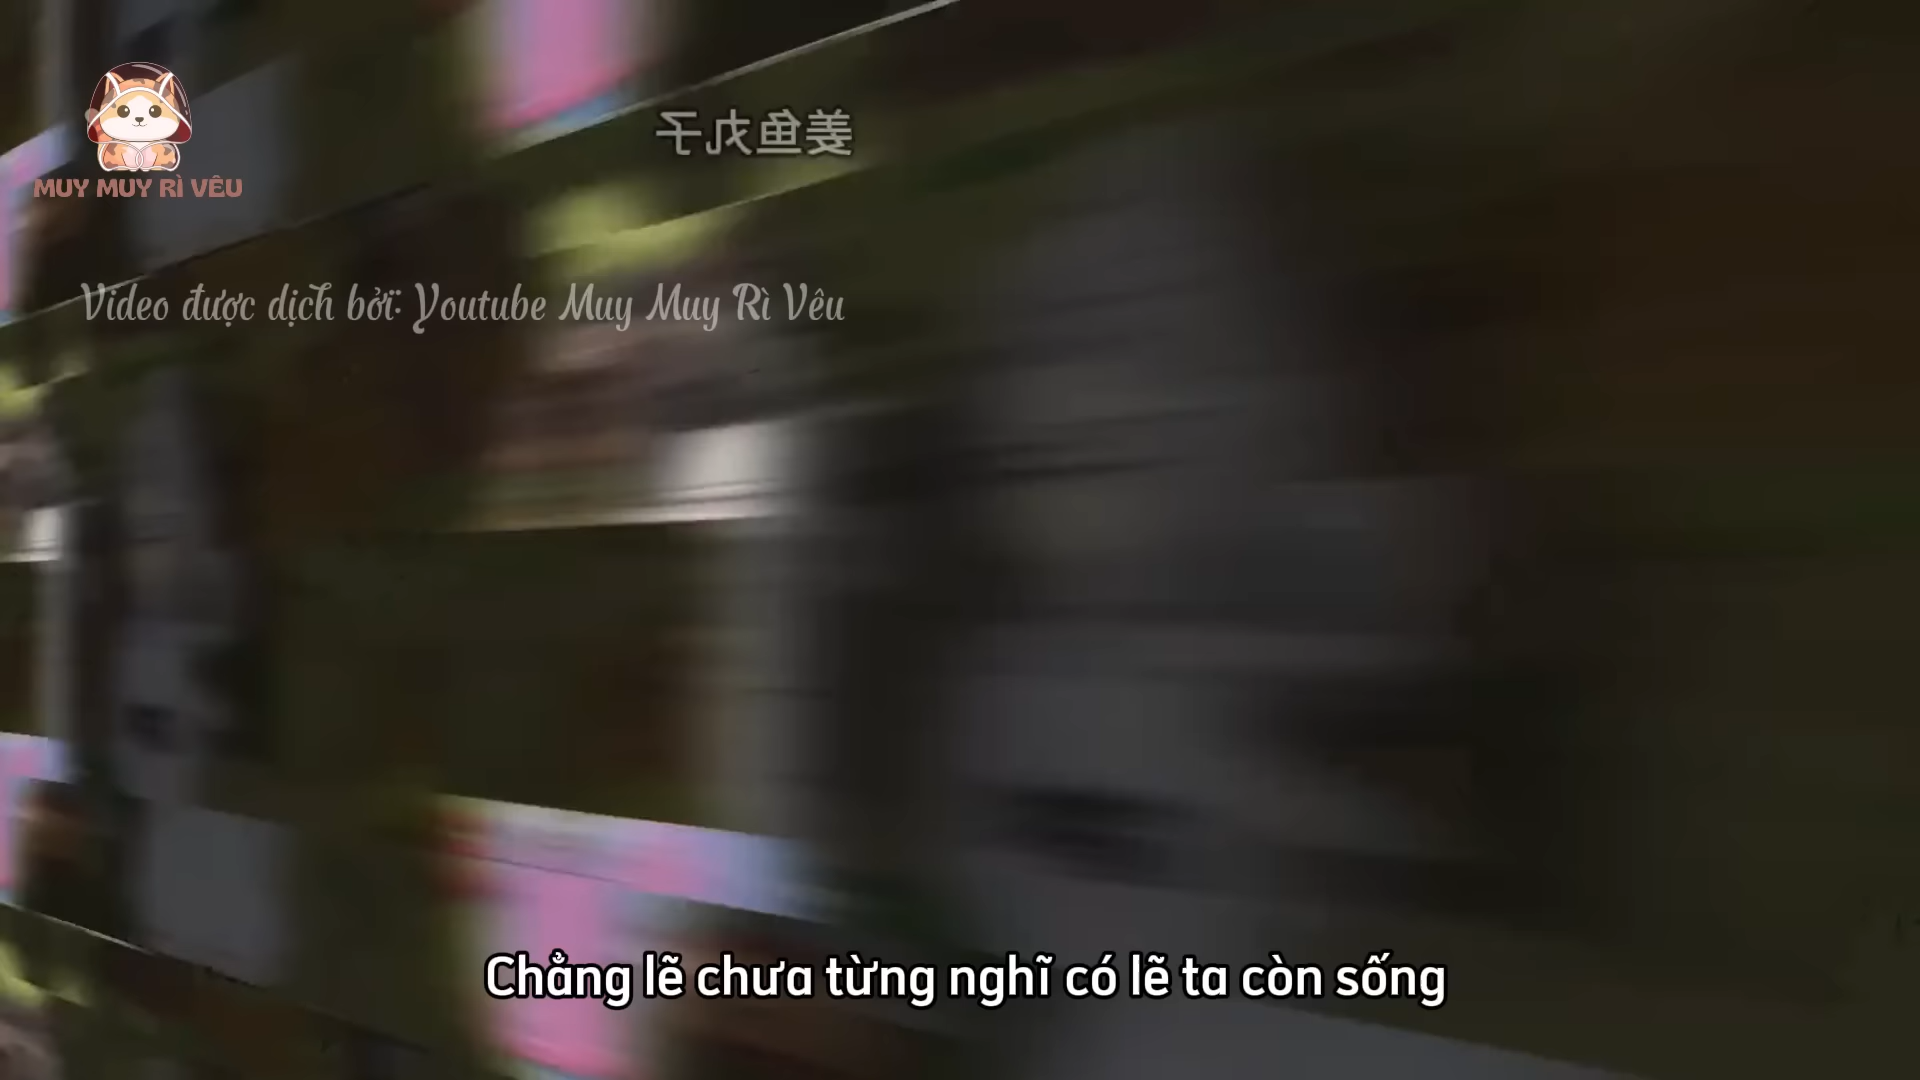 姜鱼丸子
MUY MUY RÌ VÊU
Video được dịch bởi: Youtube Muy Muy Rì Vêu
Chẳng lẽ chưa từng nghĩ có lẽ ta còn sống